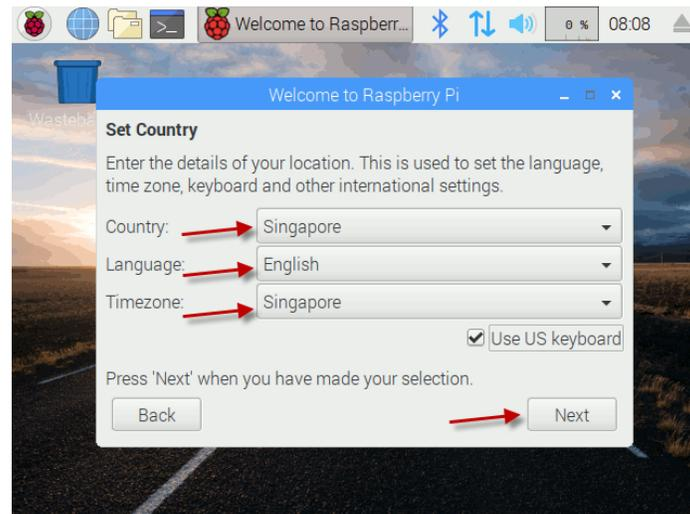 Welcome to Raspberr...
0 %
08:08
Welcome to Raspberry Pi
Set Country
Enter the details of your location. This is used to set the language,
time zone, keyboard and other international settings.
Country:
Singapore
Language:
English
Timezone:
Singapore
Use US keyboard
Press 'Next' when you have made your selection.
Back
Next